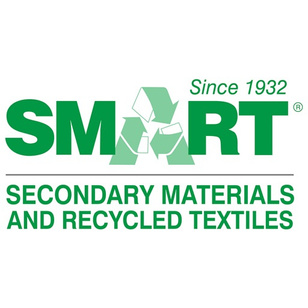 Since 1932
SMART®
SECONDARY MATERIALS
AND RECYCLED TEXTILES